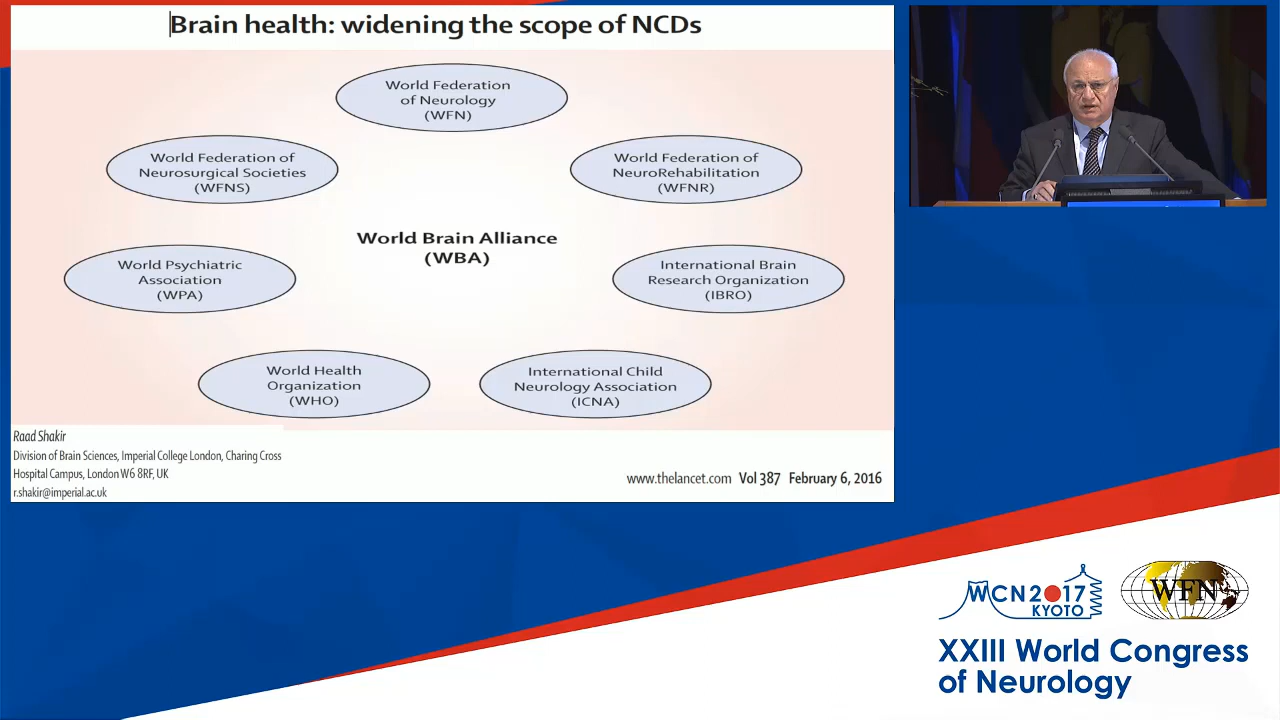 Brain health: widening the scope of NCDs
World Federation
of Neurology
(WFN)
World Federation of
Neurosurgical Societies
(WFNS)
World Federation of
NeuroRehabilitation
(WFNR)
World Brain Alliance
(WBA)
World Psychiatric
Association
(WPA)
International Brain
Research Organization
(IBRO)
World Health
Organization
(WHO)
International Child
Neurology Association
(ICNA)
Raad Shakir
Division of Brain Sciences, Imperial College London, Charing Cross
Hospital Campus, London W6 8RF, UK
r.shakir@imperial.ac.uk
www.thelancet.com Vol 387 February 6, 2016
WCN2017
KYOTO
WFN
XXIII World Congress
of Neurology